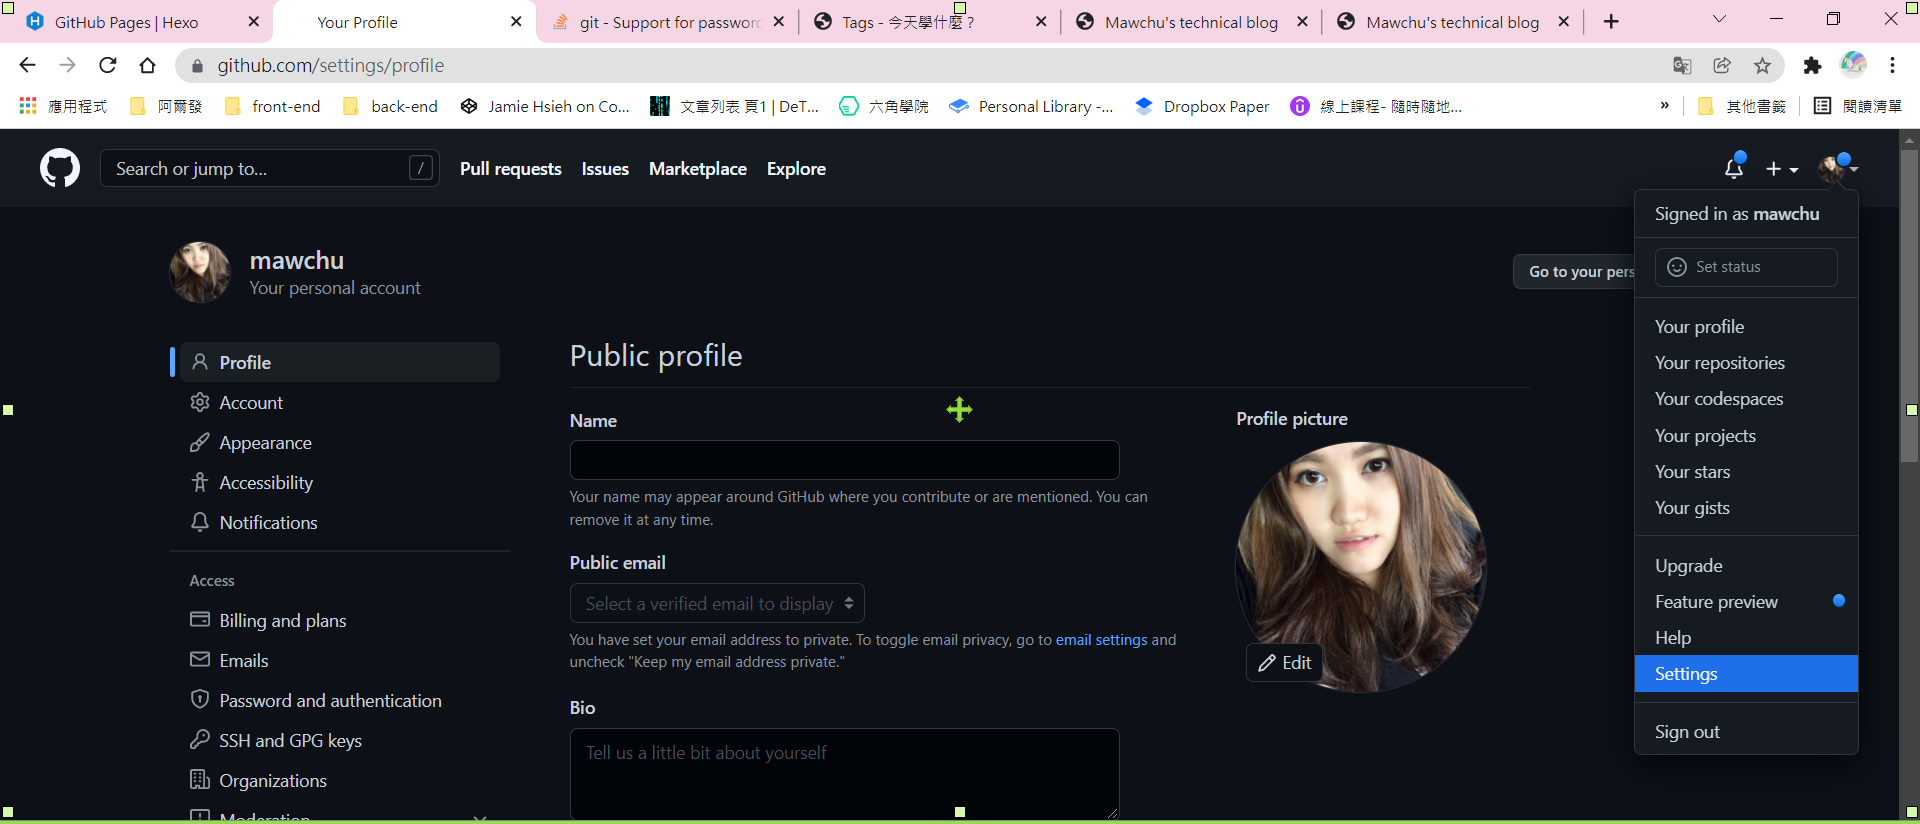 GitHub Pages | Hexo
Your Profile
git - Support for password
Tags - 今天學什麼？
Mawchu's technical blog
Mawchu's technical blog
github.com/settings/profile
應用程式
阿爾發
front-end
back-end
Jamie Hsieh on Co...
文章列表 頁1 | DeT...
六角學院
Personal Library -...
Dropbox Paper
線上課程- 隨時隨地...
»
其他書籤
閱讀清單
Search or jump to...
/
Pull requests
Issues
Marketplace
Explore
Signed in as mawchu
Set status
Your profile
Your repositories
Your codespaces
Your projects
Your stars
Your gists
Upgrade
Feature preview
Help
Settings
Sign out
mawchu
Your personal account
Go to your pers
Profile
Account
Appearance
Accessibility
Notifications
Access
Billing and plans
Emails
Password and authentication
SSH and GPG keys
Organizations
Moderation
Public profile
Name
Your name may appear around GitHub where you contribute or are mentioned. You can
remove it at any time.
Public email
Select a verified email to display
You have set your email address to private. To toggle email privacy, go to email settings and
uncheck "Keep my email address private."
Bio
Tell us a little bit about yourself
Profile picture
Edit